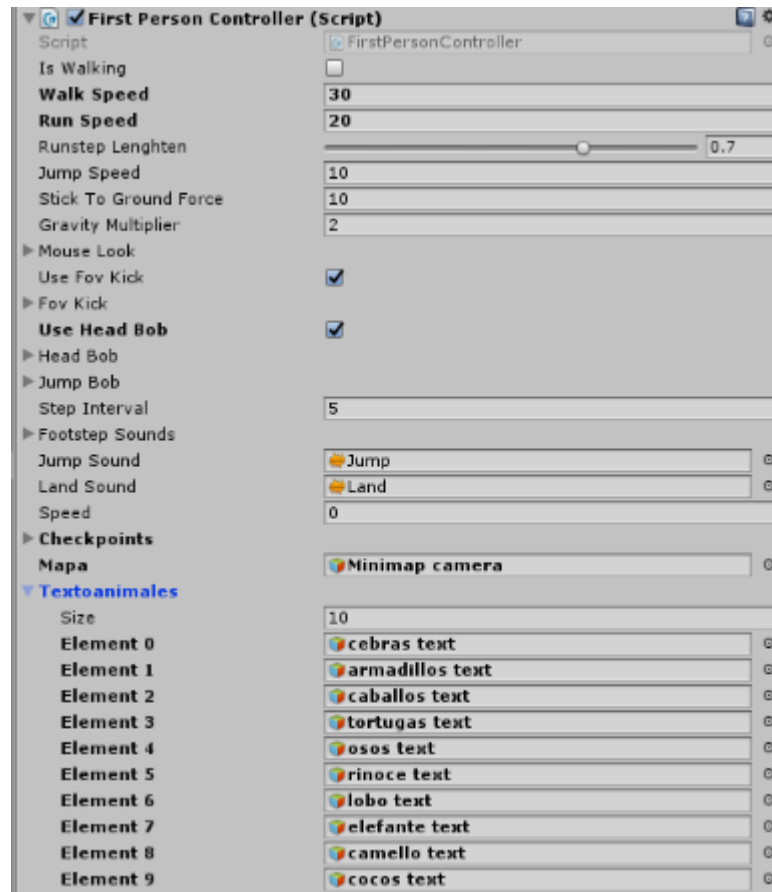 First Person Controller (Script)
Script FirstPersonController
Is Walking
Walk Speed 30
Run Speed 20
Runstep Lenghten 0.7
Jump Speed 10
Stick To Ground Force 10
Gravity Multiplier 2
Mouse Look
Use Fov Kick
Fov Kick
Use Head Bob
Head Bob
Jump Bob
Step Interval 5
Footstep Sounds
Jump Sound Jump
Land Sound Land
Speed 0
Checkpoints
Mapa Minimap camera
Textoanimales
Size 10
Element 0 cebras text
Element 1 armadillos text
Element 2 caballos text
Element 3 tortugas text
Element 4 osos text
Element 5 rinoce text
Element 6 lobo text
Element 7 elefante text
Element 8 camello text
Element 9 cocos text